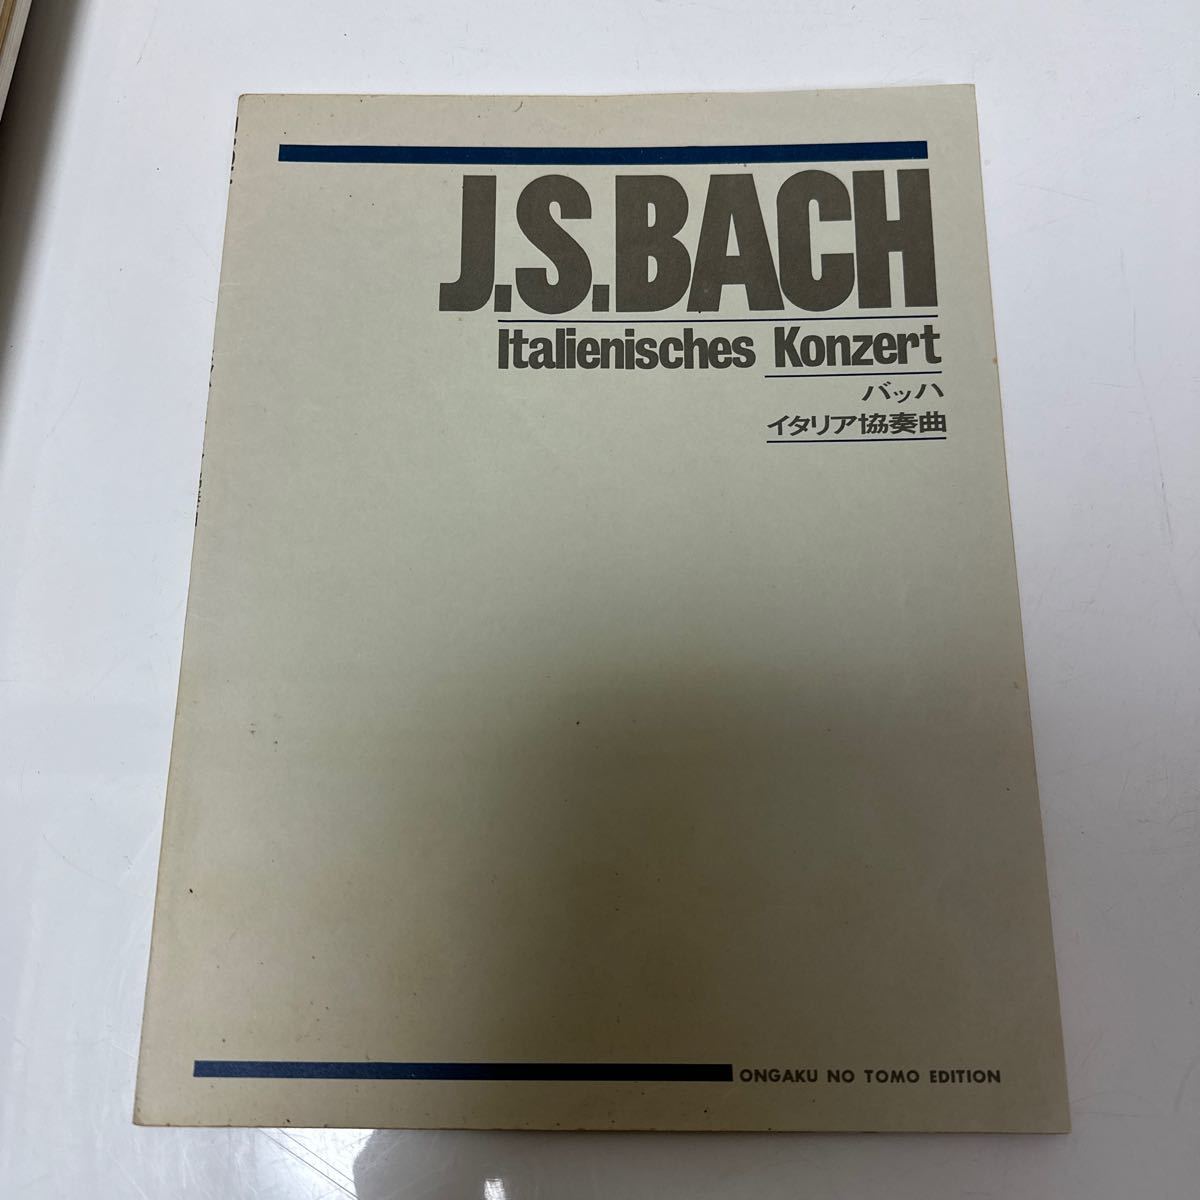 J.S.BACH
Italienisches Konzert
バッハ
イタリア協奏曲
ONGAKU NO TOMO EDITION